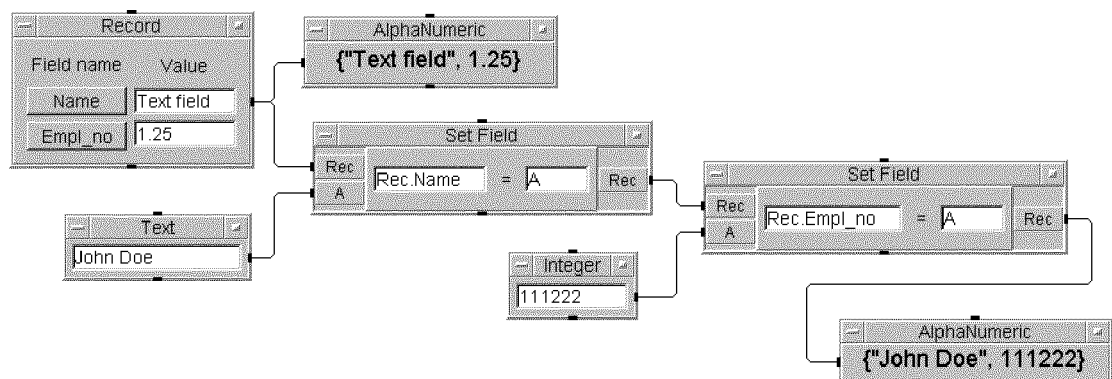 Record
Field name Value
Name Text field
Empl_no 1.25
AlphaNumeric
{"Text field", 1.25}
Set Field
Rec
A
Rec.Name = A
Rec
Text
John Doe
Set Field
Rec
A
Rec.Empl_no = A
Rec
Integer
111222
AlphaNumeric
{"John Doe", 111222}